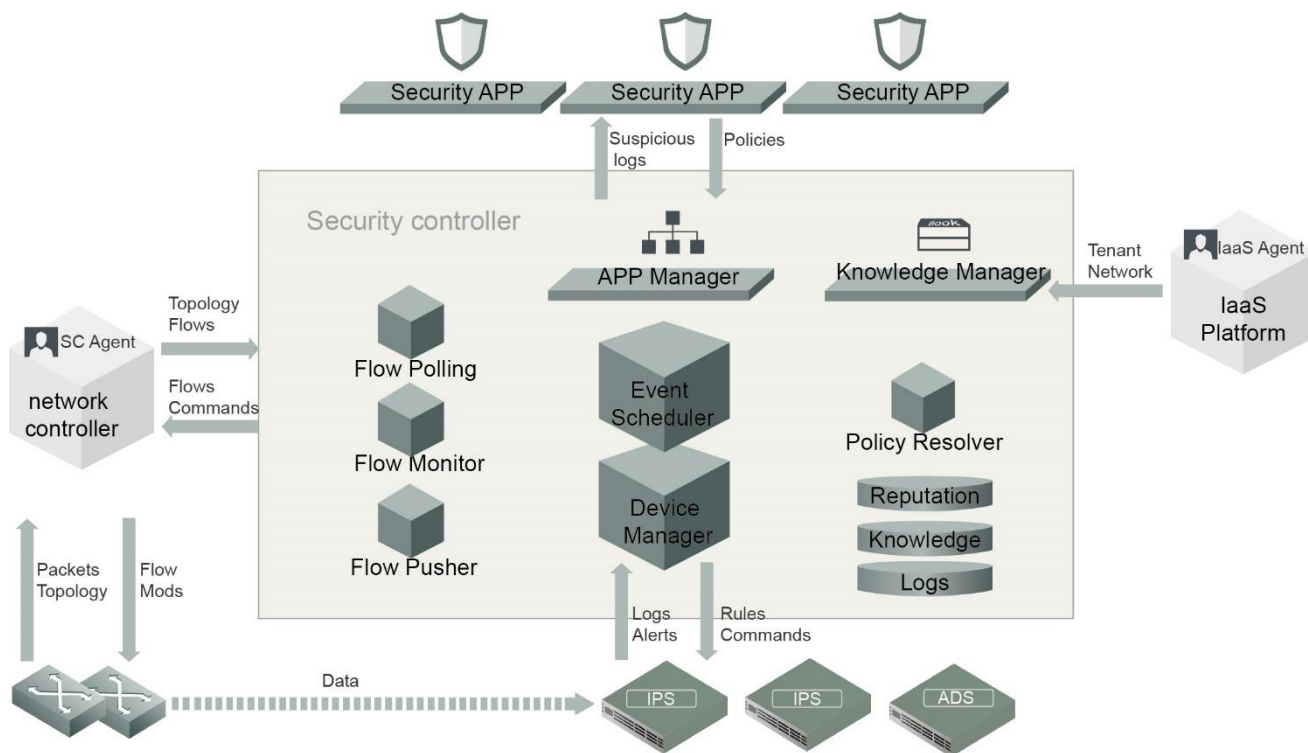 Security APP
Security APP
Security APP
Suspicious
logs
Policies
Security controller
BOOK
APP Manager
Knowledge Manager
Tenant
Network
IaaS Agent
IaaS
Platform
Topology
Flows
SC Agent
network
controller
Flows
Commands
Flow Polling
Flow Monitor
Flow Pusher
Event
Scheduler
Device
Manager
Policy Resolver
Reputation
Knowledge
Logs
Packets
Topology
Flow
Mods
Logs
Alerts
Rules
Commands
Data
IPS
IPS
ADS